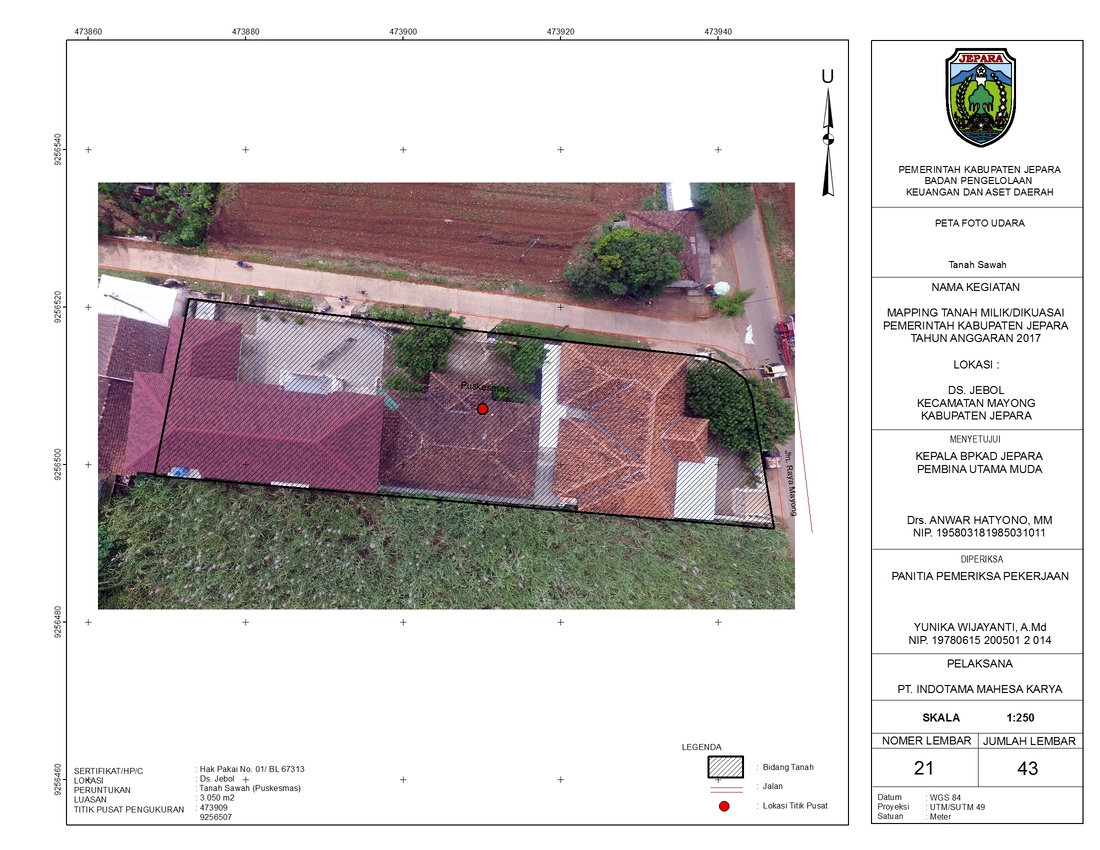 473860
473880
473900
473920
473940
9256540
9256520
9256500
9256480
9256460
U
Puskesmas
Jln. Raya Mayong
SERTIFIKAT/HP/C : Hak Pakai No. 01/ BL 67313
LOKASI : Ds. Jebol
PERUNTUKAN : Tanah Sawah (Puskesmas)
LUASAN : 3.050 m2
TITIK PUSAT PENGUKURAN : 473909
9256507
LEGENDA
: Bidang Tanah
: Jalan
: Lokasi Titik Pusat
JEPARA
PEMERINTAH KABUPATEN JEPARA
BADAN PENGELOLAAN
KEUANGAN DAN ASET DAERAH
PETA FOTO UDARA
Tanah Sawah
NAMA KEGIATAN
MAPPING TANAH MILIK/DIKUASAI
PEMERINTAH KABUPATEN JEPARA
TAHUN ANGGARAN 2017
LOKASI :
DS. JEBOL
KECAMATAN MAYONG
KABUPATEN JEPARA
MENYETUJUI
KEPALA BPKAD JEPARA
PEMBINA UTAMA MUDA
Drs. ANWAR HATYONO, MM
NIP. 195803181985031011
DIPERIKSA
PANITIA PEMERIKSA PEKERJAAN
YUNIKA WIJAYANTI, A.Md
NIP. 19780615 200501 2 014
PELAKSANA
PT. INDOTAMA MAHESA KARYA
SKALA 1:250
NOMER LEMBAR JUMLAH LEMBAR
21 43
Datum : WGS 84
Proyeksi : UTM/SUTM 49
Satuan : Meter